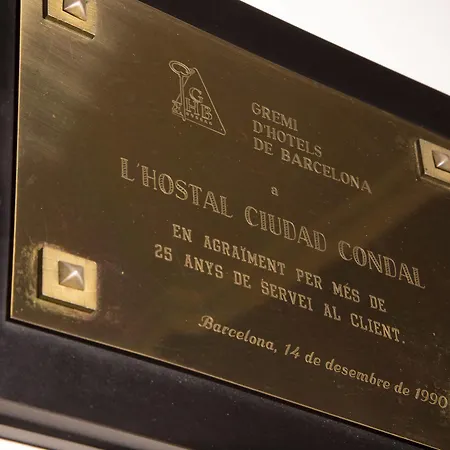 GHB
GREMI
D'HOTELS
DE BARCELONA
a
L'HOSTAL CIUDAD CONDAL
EN AGRAÏMENT PER MÉS DE
25 ANYS DE SERVEI AL CLIENT.
Barcelona, 14 de desembre de 1990